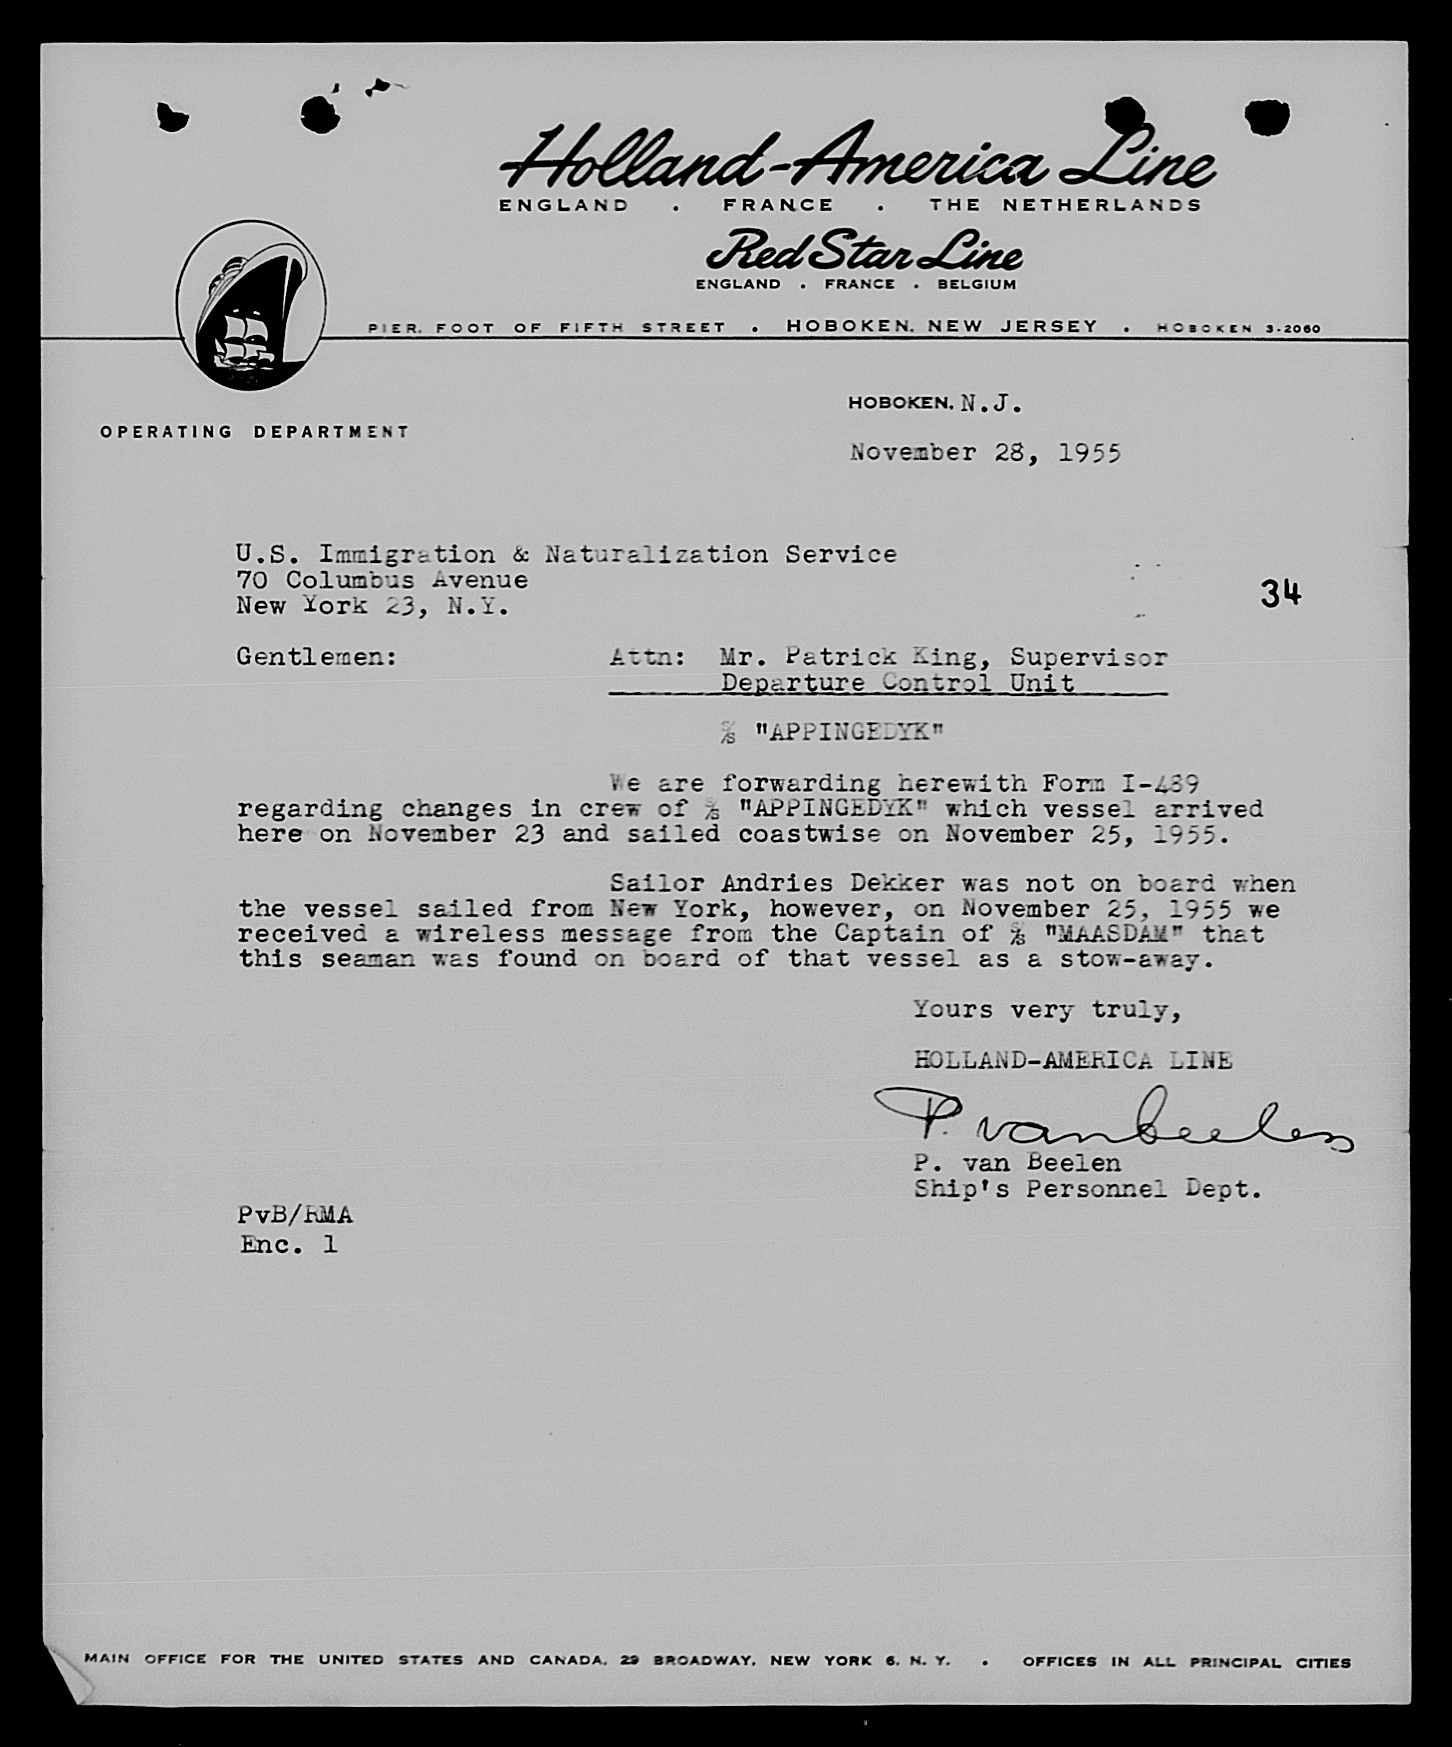 Holland-America Line
ENGLAND . FRANCE . THE NETHERLANDS
Red Star Line
ENGLAND . FRANCE . BELGIUM
PIER, FOOT OF FIFTH STREET . HOBOKEN, NEW JERSEY . HOBOKEN 3-2060
OPERATING DEPARTMENT
HOBOKEN, N.J.
November 28, 1955
U.S. Immigration & Naturalization Service
70 Columbus Avenue
New York 23, N.Y.
34
Gentlemen: Attn: Mr. Patrick King, Supervisor
Departure Control Unit
S/S "APPINGEDYK"
We are forwarding herewith Form I-489
regarding changes in crew of S/S "APPINGEDYK" which vessel arrived
here on November 23 and sailed coastwise on November 25, 1955.
Sailor Andries Dekker was not on board when
the vessel sailed from New York, however, on November 25, 1955 we
received a wireless message from the Captain of S/S "MAASDAM" that
this seaman was found on board of that vessel as a stow-away.
Yours very truly,
HOLLAND-AMERICA LINE
P. van Beelen
P. van Beelen
Ship's Personnel Dept.
PvB/RMA
Enc. 1
MAIN OFFICE FOR THE UNITED STATES AND CANADA, 29 BROADWAY, NEW YORK 6, N. Y. . OFFICES IN ALL PRINCIPAL CITIES